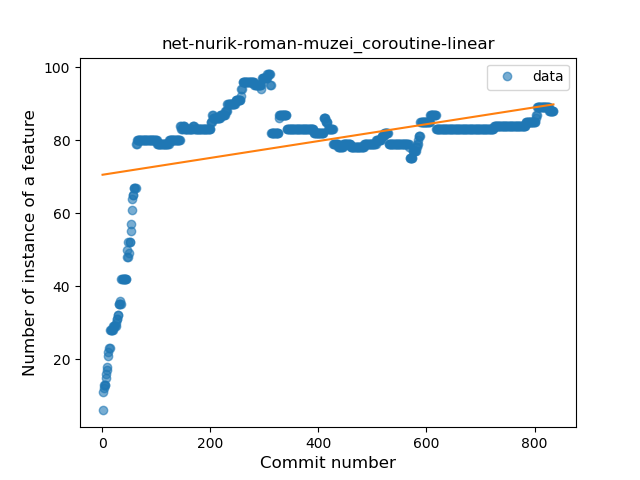 net-nurik-roman-muzei_coroutine-linear
data
Number of instance of a feature
100
80
60
40
20
0
200
400
600
800
Commit number